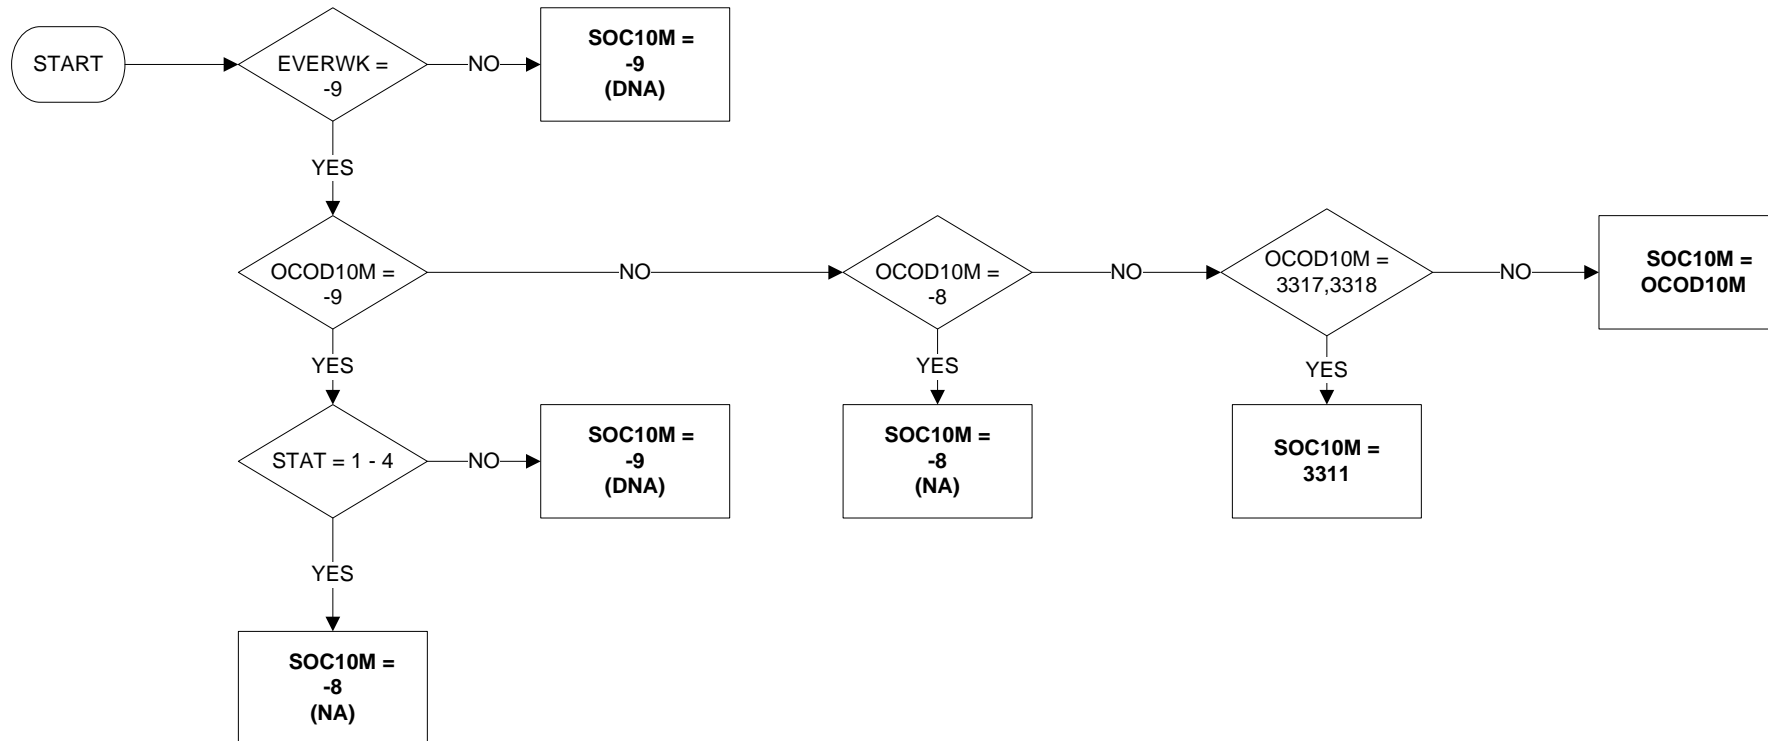 START
EVERWK =
-9
NO
SOC10M =
-9
(DNA)
YES
OCOD10M =
-9
NO
OCOD10M =
-8
NO
OCOD10M =
3317,3318
NO
SOC10M =
OCOD10M
YES
YES
YES
STAT = 1 - 4
NO
SOC10M =
-9
(DNA)
SOC10M =
-8
(NA)
SOC10M =
3311
YES
SOC10M =
-8
(NA)